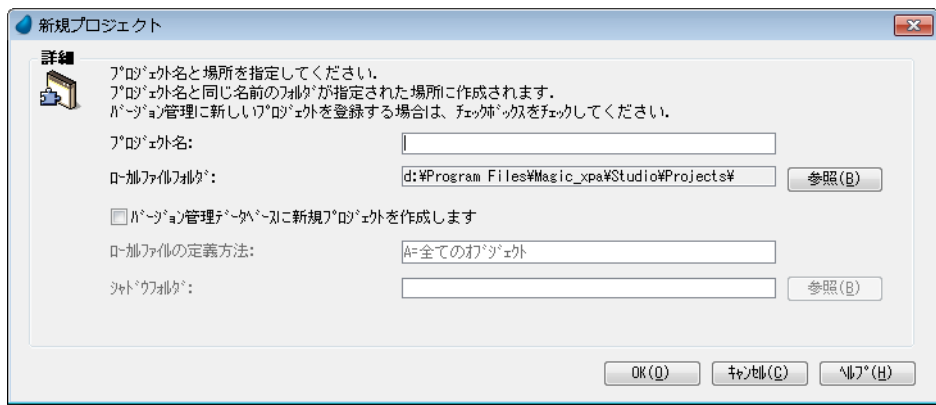 新規プロジェクト
詳細
ﾌﾟﾛｼﾞｪｸﾄ名と場所を指定してください.
ﾌﾟﾛｼﾞｪｸﾄ名と同じ名前のﾌｫﾙﾀﾞが指定された場所に作成されます.
ﾊﾞｰｼﾞｮﾝ管理に新しいﾌﾟﾛｼﾞｪｸﾄを登録する場合は、ﾁｪｯｸﾎﾞｯｸｽをﾁｪｯｸしてください.
ﾌﾟﾛｼﾞｪｸﾄ名:
ﾛｰｶﾙﾌｧｲﾙﾌｫﾙﾀﾞ: d:¥Program Files¥Magic_xpa¥Studio¥Projects¥ 参照(B)
ﾊﾞｰｼﾞｮﾝ管理ﾃﾞｰﾀﾍﾞｰｽに新規ﾌﾟﾛｼﾞｪｸﾄを作成します
ﾛｰｶﾙﾌｧｲﾙの定義方法: A=全てのｵﾌﾞｼﾞｪｸﾄ
ｼｬﾄﾞｳﾌｫﾙﾀﾞ: 参照(B)
OK(O) ｷｬﾝｾﾙ(C) ﾍﾙﾌﾟ(H)